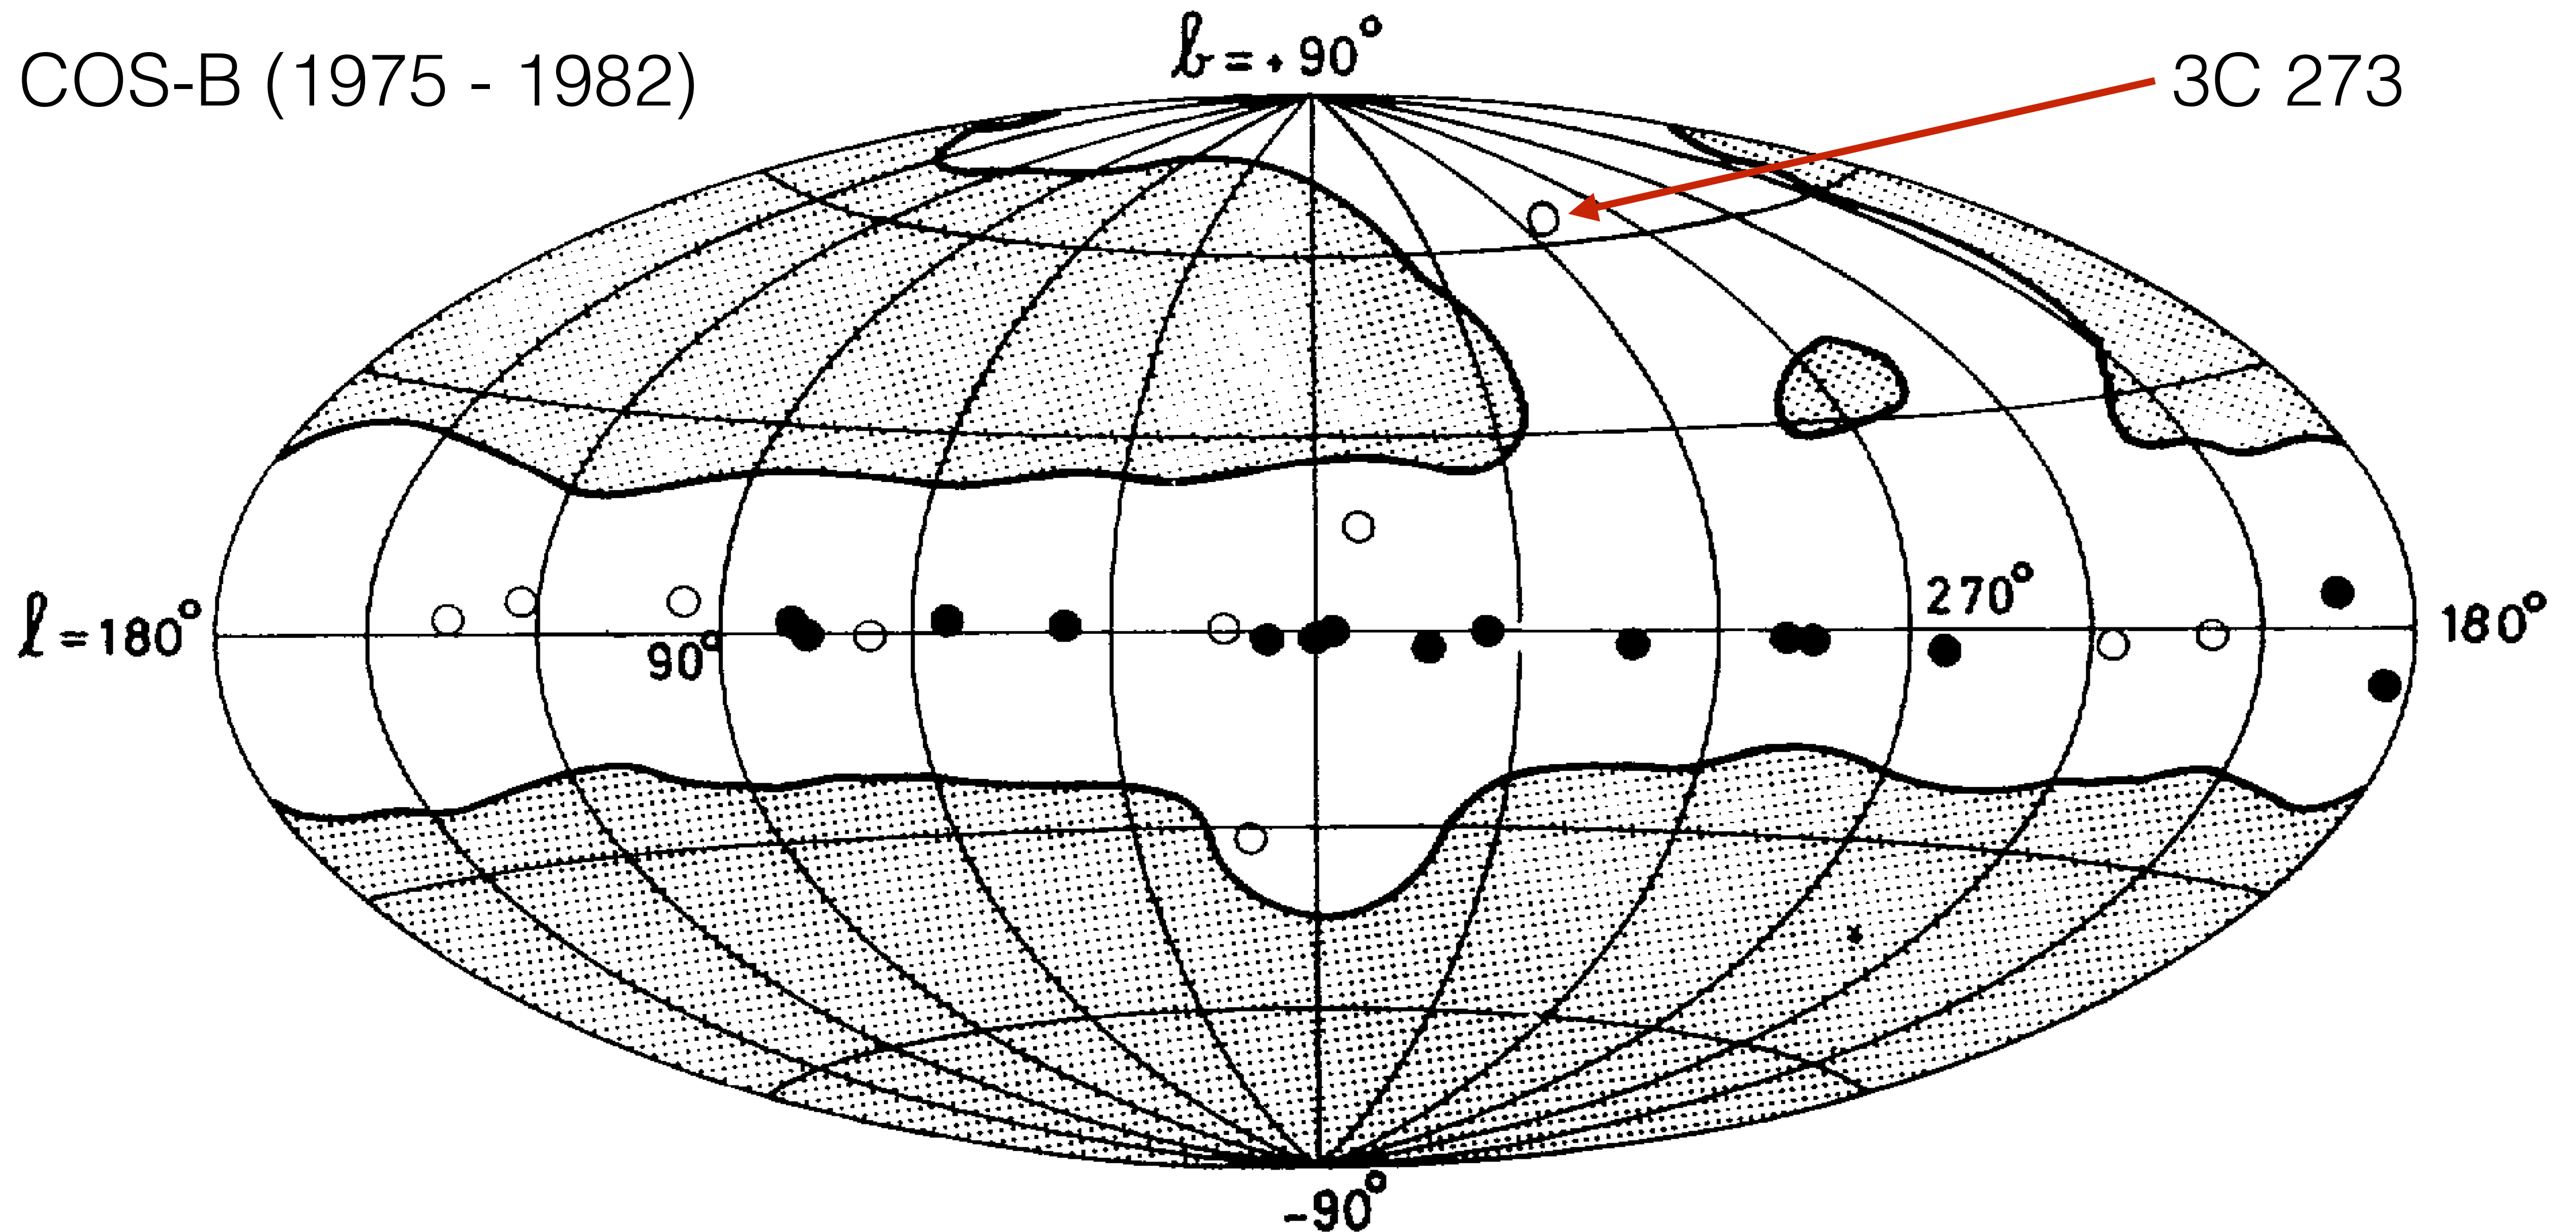 COS-B (1975 - 1982)
b = +90°
3C 273
l = 180°
90°
270°
180°
-90°